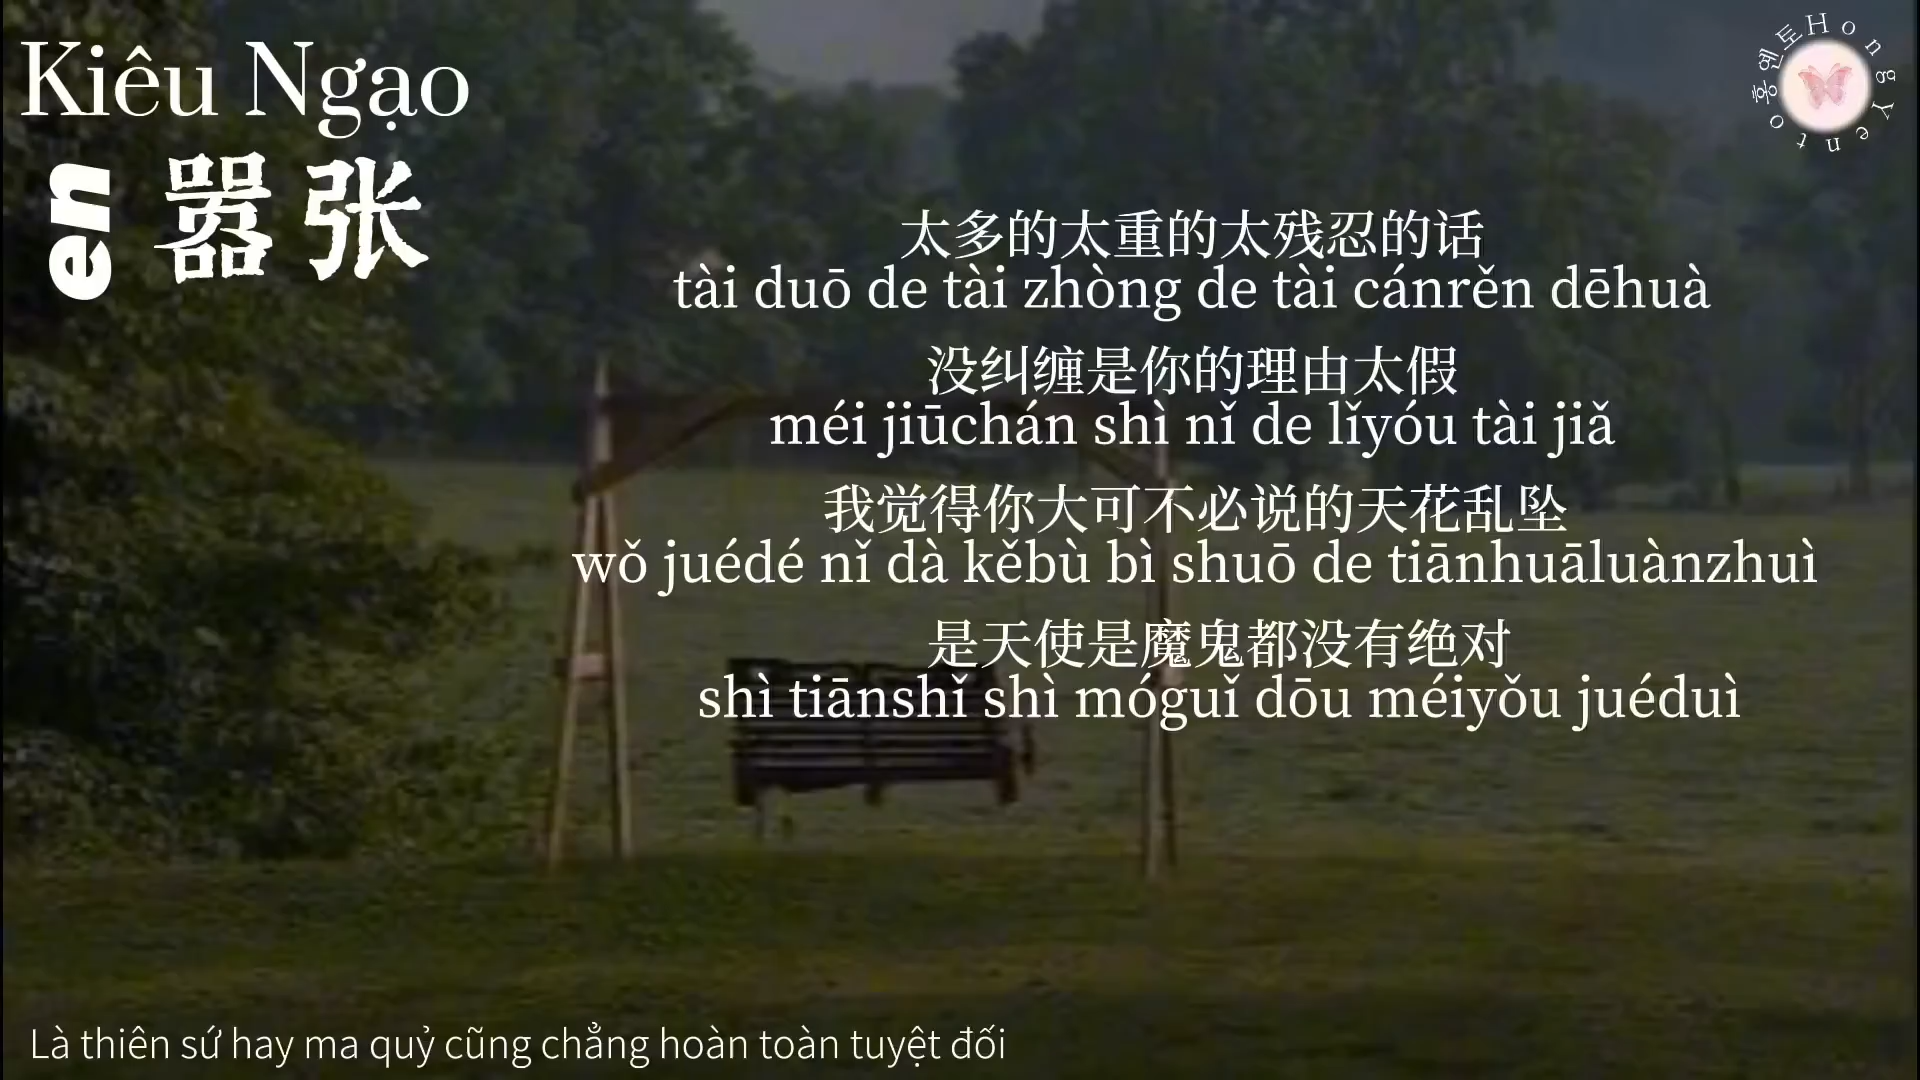 Kiêu Ngạo
en
嚣张
홍옌토 HongYento
太多的太重的太残忍的话
tài duō de tài zhòng de tài cánrěn dēhuà
没纠缠是你的理由太假
méi jiūchán shì nǐ de lǐyóu tài jiǎ
我觉得你大可不必说的天花乱坠
wǒ juédé nǐ dà kěbù bì shuō de tiānhuāluànzhuì
是天使是魔鬼都没有绝对
shì tiānshǐ shì móguǐ dōu méiyǒu juéduì
Là thiên sứ hay ma quỷ cũng chẳng hoàn toàn tuyệt đối